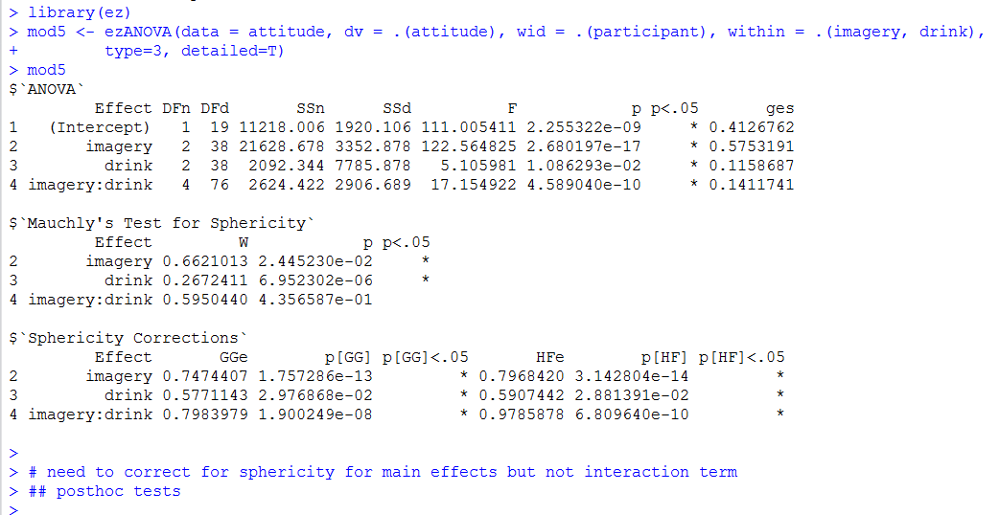 > library(ez)
> mod5 <- ezANOVA(data = attitude, dv = .(attitude), wid = .(participant), within = .(imagery, drink),
+         type=3, detailed=T)
> mod5
$`ANOVA`
         Effect DFn DFd       SSn      SSd          F            p p<.05       ges
1   (Intercept)   1  19 11218.006 1920.106 111.005411 2.255322e-09     * 0.4126762
2       imagery   2  38 21628.678 3352.878 122.564825 2.680197e-17     * 0.5753191
3         drink   2  38  2092.344 7785.878   5.105981 1.086293e-02     * 0.1158687
4 imagery:drink   4  76  2624.422 2906.689  17.154922 4.589040e-10     * 0.1411741
$`Mauchly's Test for Sphericity`
         Effect         W            p p<.05
2       imagery 0.6621013 2.445230e-02     *
3         drink 0.2672411 6.952302e-06     *
4 imagery:drink 0.5950440 4.356587e-01
$`Sphericity Corrections`
         Effect       GGe        p[GG] p[GG]<.05       HFe        p[HF] p[HF]<.05
2       imagery 0.7474407 1.757286e-13         * 0.7968420 3.142804e-14         *
3         drink 0.5771143 2.976868e-02         * 0.5907442 2.881391e-02         *
4 imagery:drink 0.7983979 1.900249e-08         * 0.9785878 6.809640e-10         *
>
> # need to correct for sphericity for main effects but not interaction term
> ## posthoc tests
>